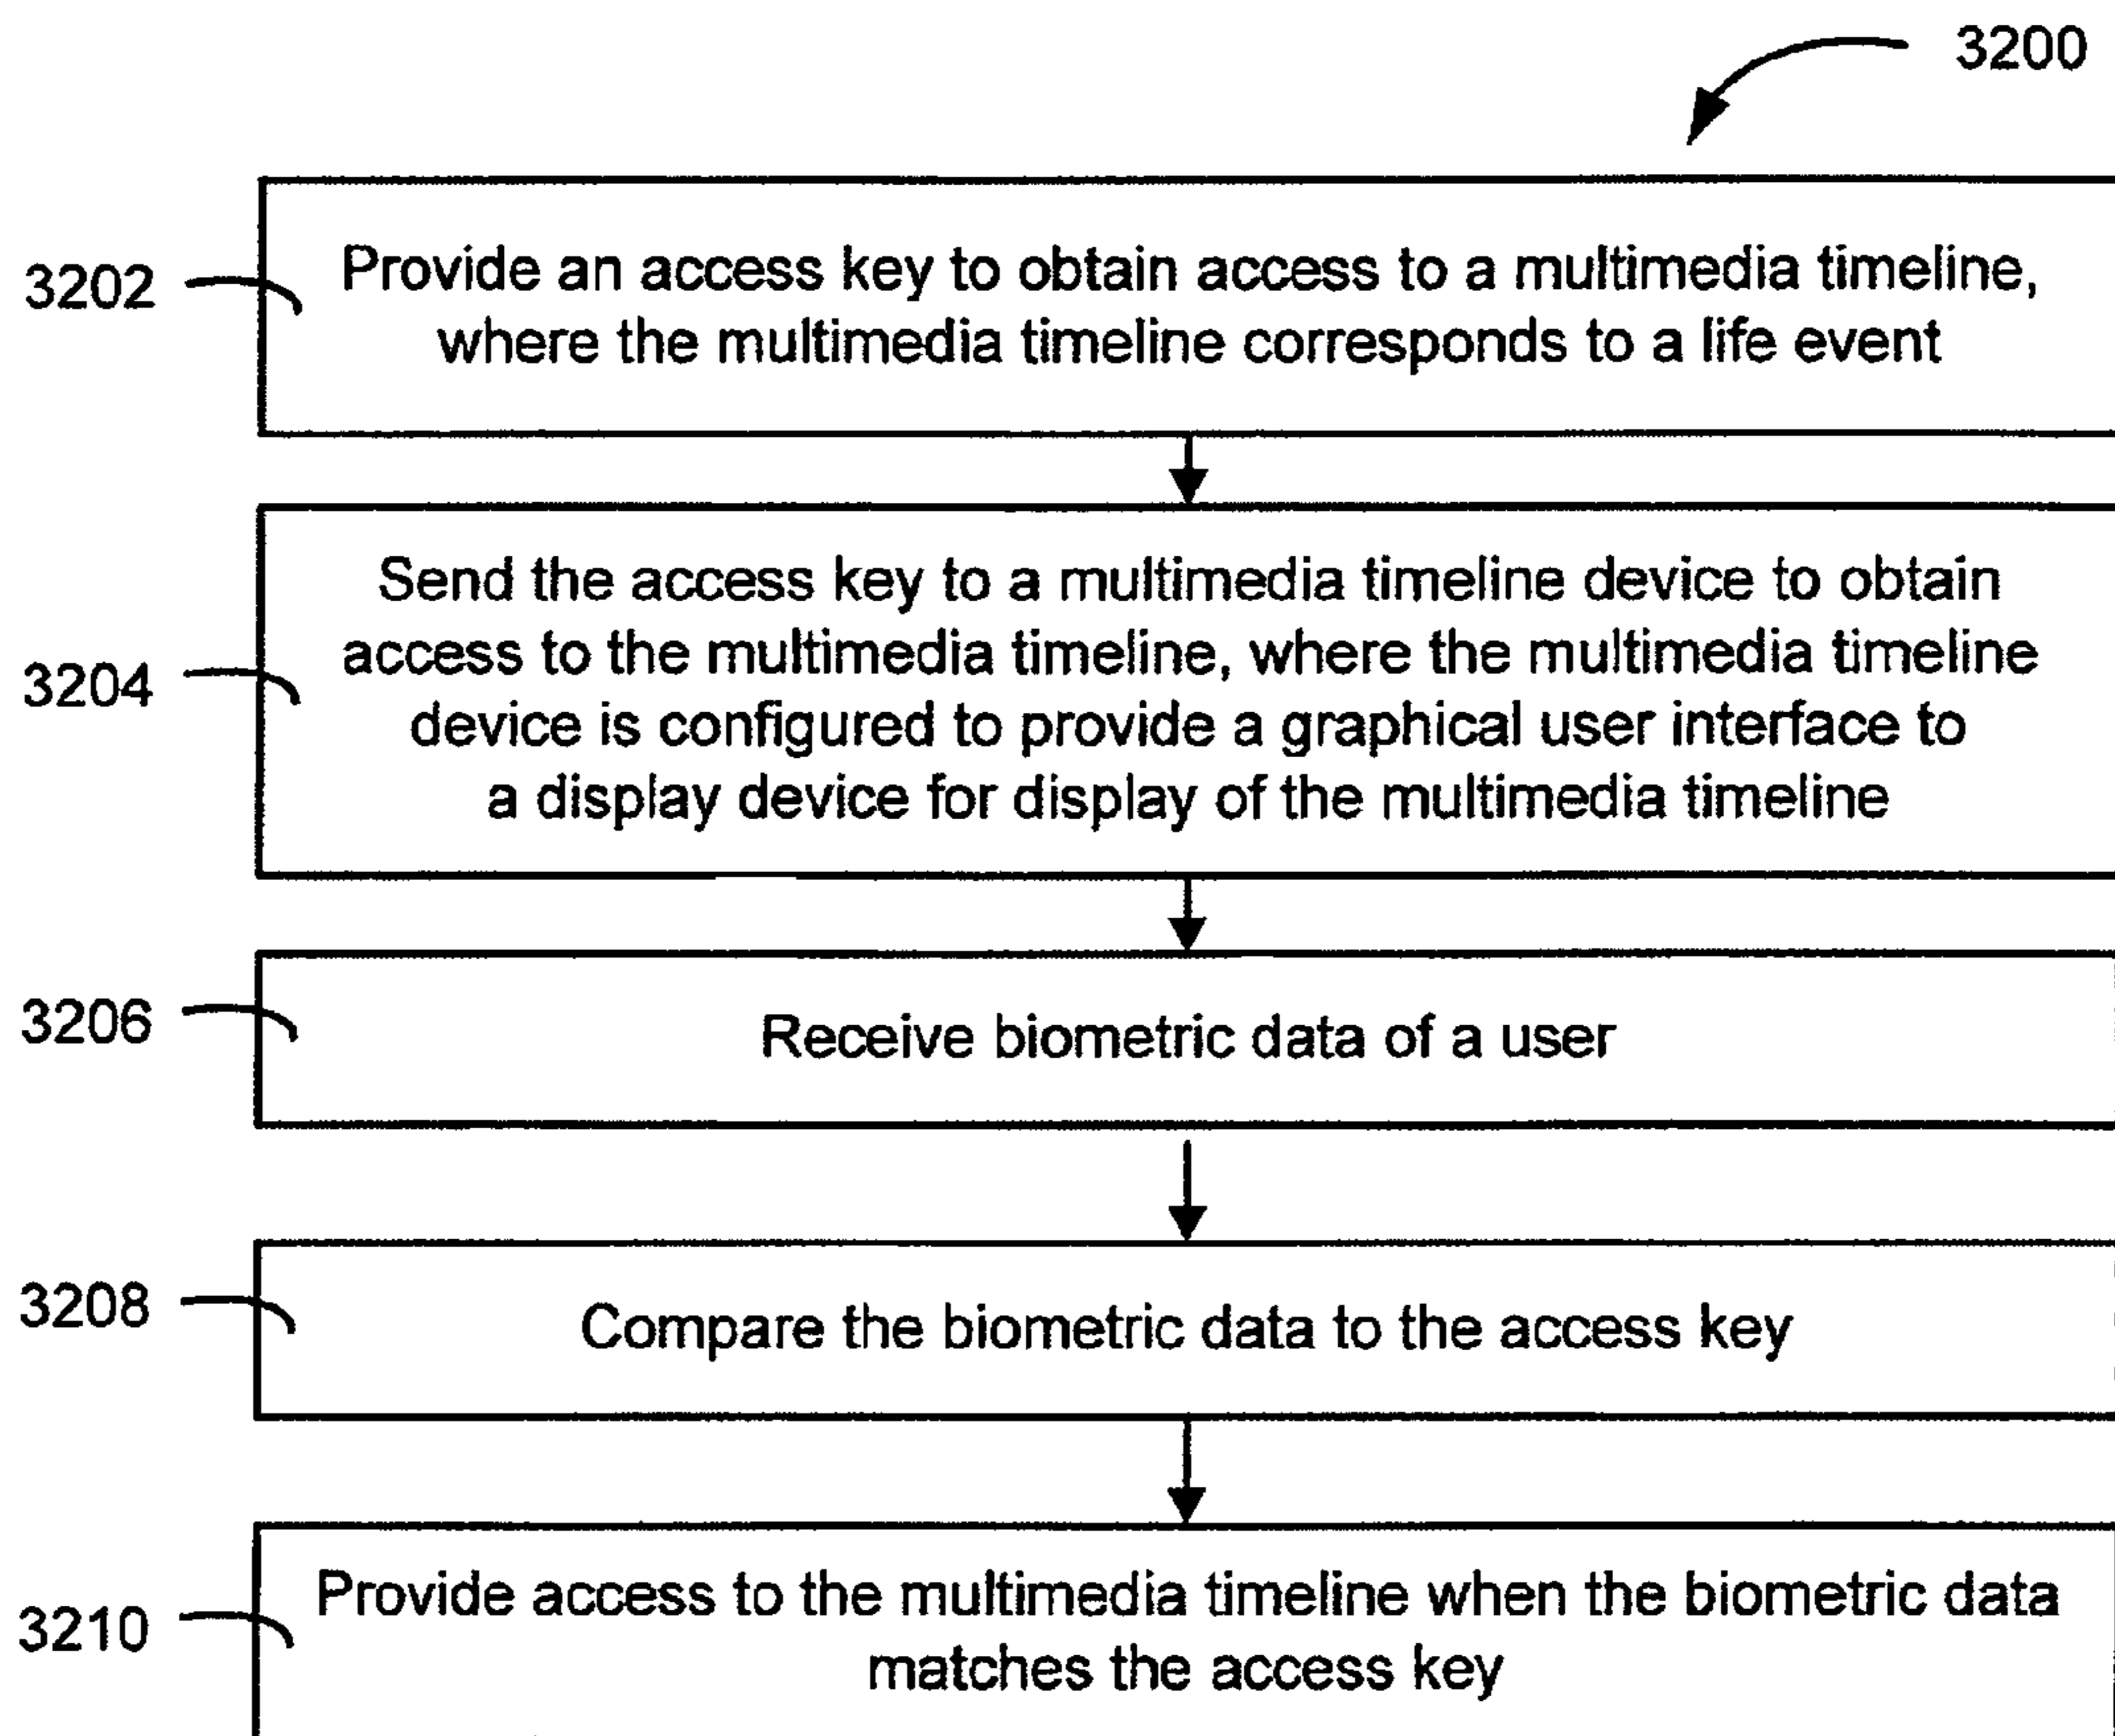 3200
3202
Provide an access key to obtain access to a multimedia timeline,
where the multimedia timeline corresponds to a life event
3204
Send the access key to a multimedia timeline device to obtain
access to the multimedia timeline, where the multimedia timeline
device is configured to provide a graphical user interface to
a display device for display of the multimedia timeline
3206
Receive biometric data of a user
3208
Compare the biometric data to the access key
3210
Provide access to the multimedia timeline when the biometric data
matches the access key